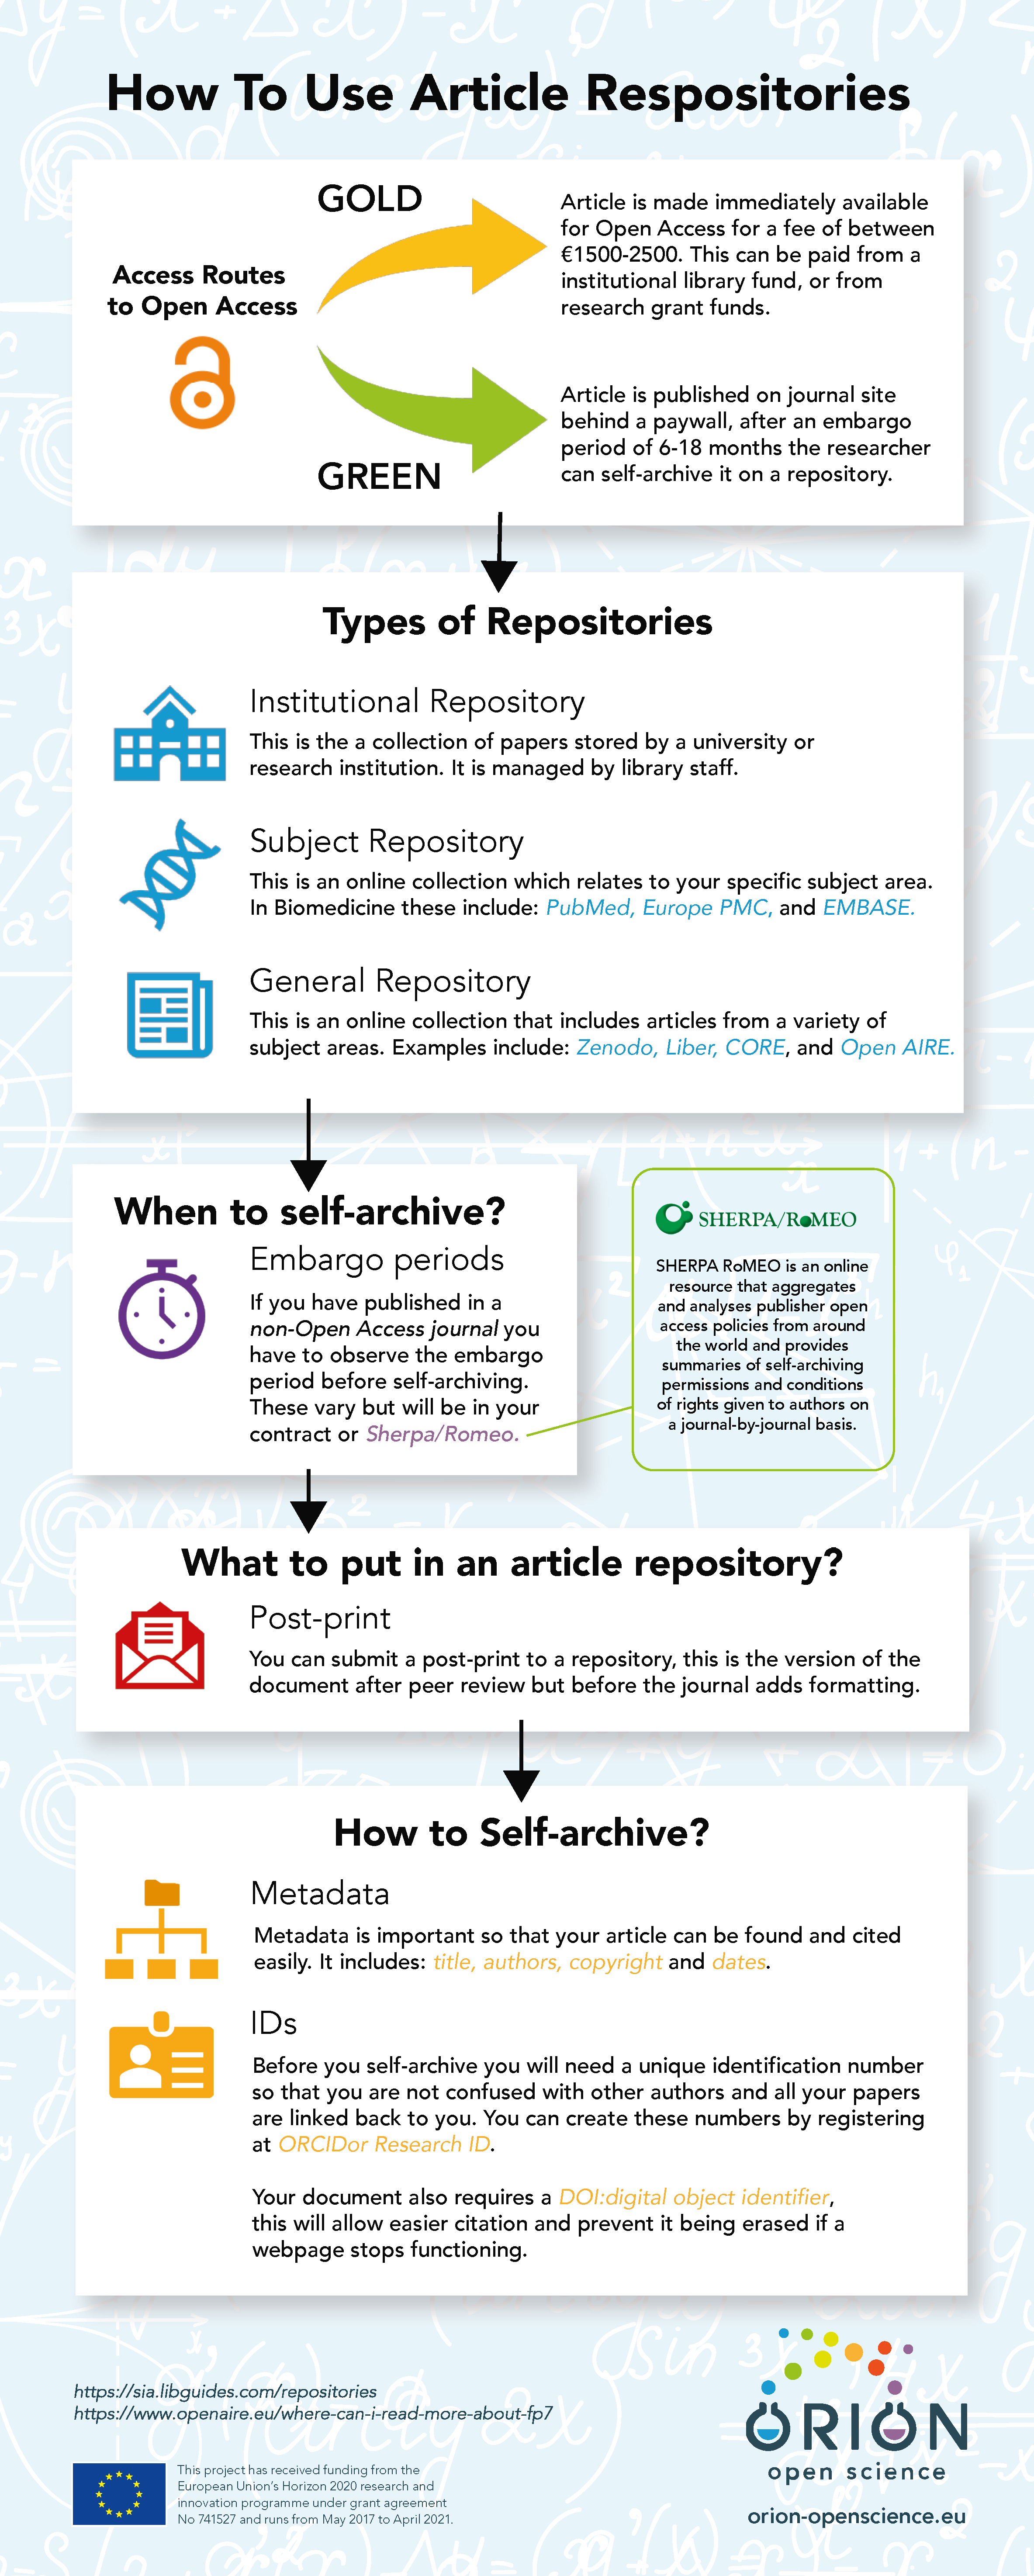 How To Use Article Respositories
GOLD
Access Routes
to Open Access
Article is made immediately available
for Open Access for a fee of between
€1500-2500. This can be paid from a
institutional library fund, or from
research grant funds.
GREEN
Article is published on journal site
behind a paywall, after an embargo
period of 6-18 months the researcher
can self-archive it on a repository.
Types of Repositories
Institutional Repository
This is the a collection of papers stored by a university or
research institution. It is managed by library staff.
Subject Repository
This is an online collection which relates to your specific subject area.
In Biomedicine these include: PubMed, Europe PMC, and EMBASE.
General Repository
This is an online collection that includes articles from a variety of
subject areas. Examples include: Zenodo, Liber, CORE, and Open AIRE.
When to self-archive?
Embargo periods
If you have published in a
non-Open Access journal you
have to observe the embargo
period before self-archiving.
These vary but will be in your
contract or Sherpa/Romeo.
SHERPA/RoMEO
SHERPA RoMEO is an online
resource that aggregates
and analyses publisher open
access policies from around
the world and provides
summaries of self-archiving
permissions and conditions
of rights given to authors on
a journal-by-journal basis.
What to put in an article repository?
Post-print
You can submit a post-print to a repository, this is the version of the
document after peer review but before the journal adds formatting.
How to Self-archive?
Metadata
Metadata is important so that your article can be found and cited
easily. It includes: title, authors, copyright and dates.
IDs
Before you self-archive you will need a unique identification number
so that you are not confused with other authors and all your papers
are linked back to you. You can create these numbers by registering
at ORCIDor Research ID.
Your document also requires a DOI:digital object identifier,
this will allow easier citation and prevent it being erased if a
webpage stops functioning.
https://sia.libguides.com/repositories
https://www.openaire.eu/where-can-i-read-more-about-fp7
This project has received funding from the
European Union's Horizon 2020 research and
innovation programme under grant agreement
No 741527 and runs from May 2017 to April 2021.
ORION
open science
orion-openscience.eu